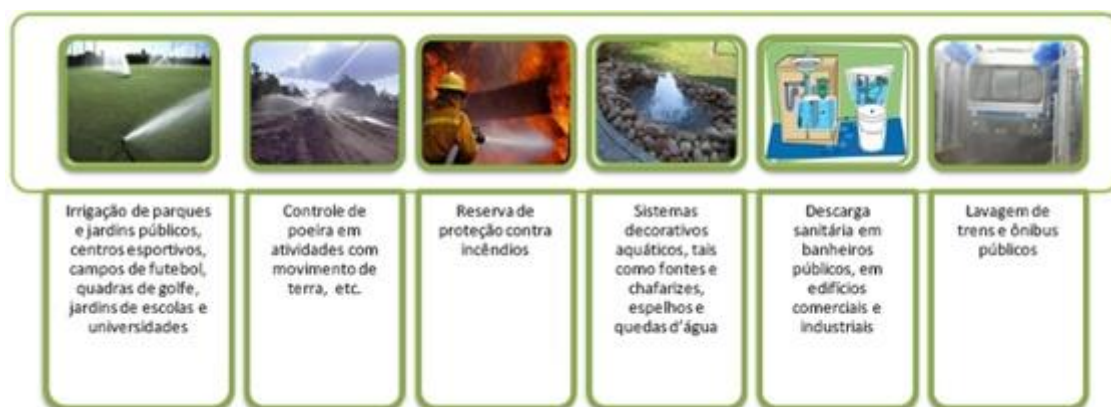 Irrigação de parques
e jardins públicos,
centros esportivos,
campos de futebol,
quadras de golfe,
jardins de escolas e
universidades
Controle de
poeira em
atividades com
movimento de
terra, etc.
Reserva de
proteção contra
incêndios
Sistemas
decorativos
aquáticos, tais
como fontes e
chafarizes,
espelhos e
quedas d'água
Descarga
sanitária em
banheiros
públicos, em
edifícios
comerciais e
industriais
Lavagem de
trens e ônibus
públicos